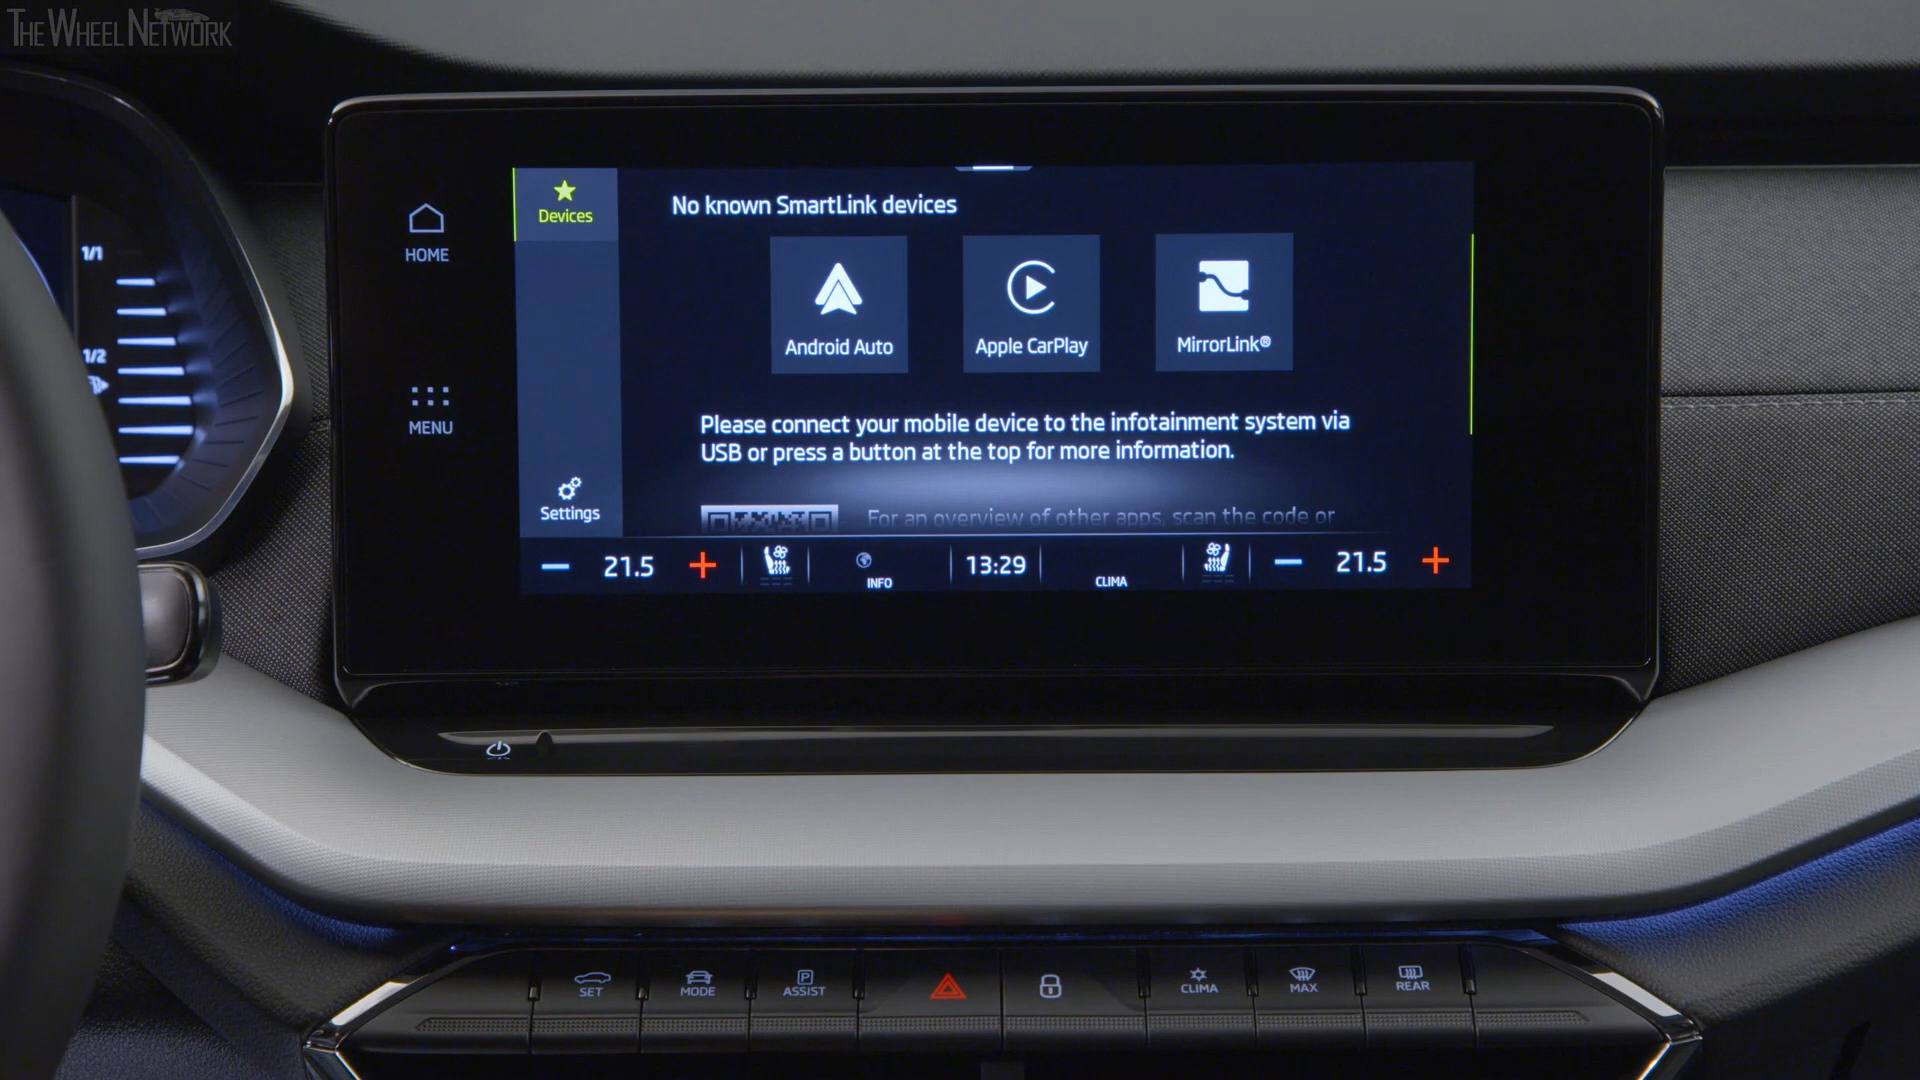 THE WHEEL NETWORK
1/1
1/2
HOME
MENU
Devices
Settings
No known SmartLink devices
Android Auto
Apple CarPlay
MirrorLink®
Please connect your mobile device to the infotainment system via
USB or press a button at the top for more information.
For an overview of other apps, scan the code or
21.5
INFO
13:29
CLIMA
21.5
SET
MODE
P
ASSIST
CLIMA
MAX
REAR